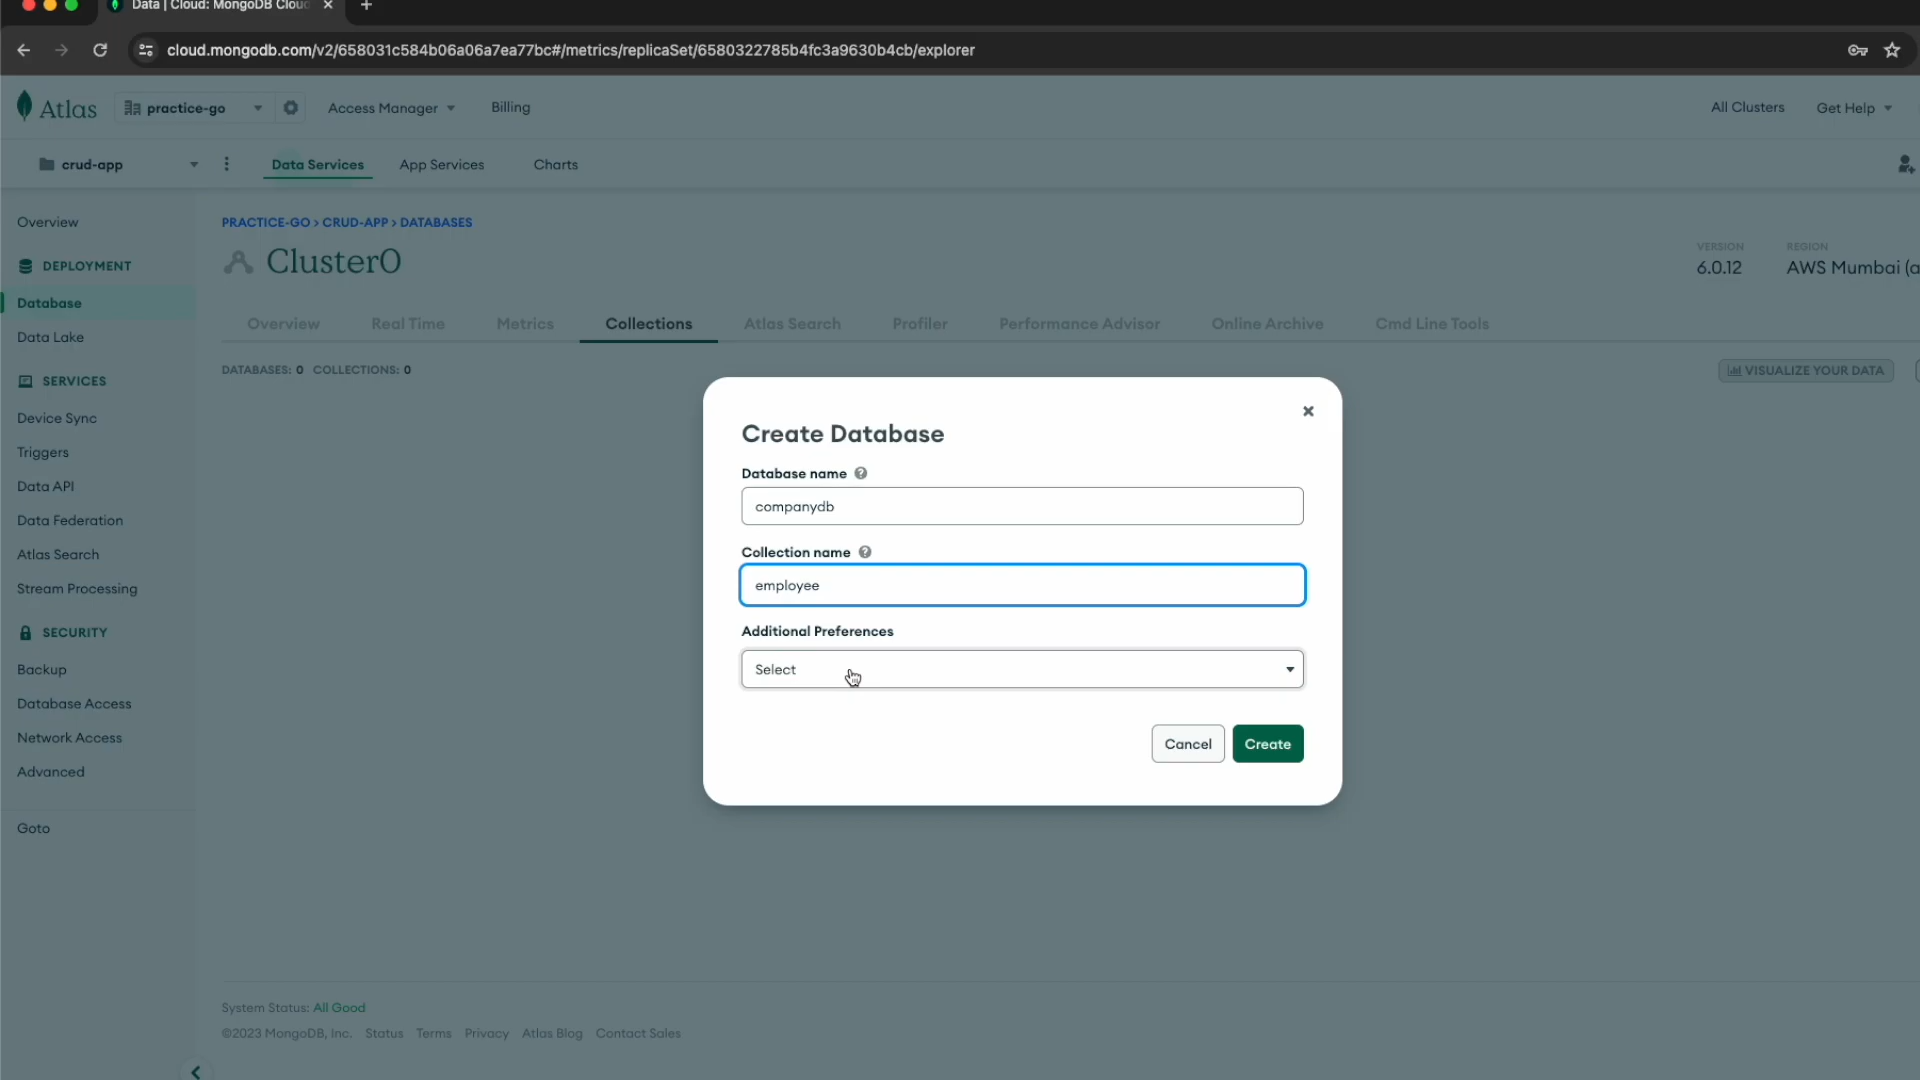 Data | Cloud: MongoDB Cloud
cloud.mongodb.com/v2/658031c584b06a06a7ea77bc#/metrics/replicaSet/6580322785b4fc3a9630b4cb/explorer
Atlas
practice-go
Access Manager
Billing
All Clusters
Get Help
crud-app
Data Services
App Services
Charts
Overview
DEPLOYMENT
Database
Data Lake
SERVICES
Device Sync
Triggers
Data API
Data Federation
Atlas Search
Stream Processing
SECURITY
Backup
Database Access
Network Access
Advanced
Goto
PRACTICE-GO > CRUD-APP > DATABASES
Cluster0
VERSION
6.0.12
REGION
AWS Mumbai (a
Overview
Real Time
Metrics
Collections
Atlas Search
Profiler
Performance Advisor
Online Archive
Cmd Line Tools
DATABASES: 0 COLLECTIONS: 0
VISUALIZE YOUR DATA
Create Database
Database name
companydb
Collection name
employee
Additional Preferences
Select
Cancel
Create
System Status: All Good
©2023 MongoDB, Inc. Status Terms Privacy Atlas Blog Contact Sales